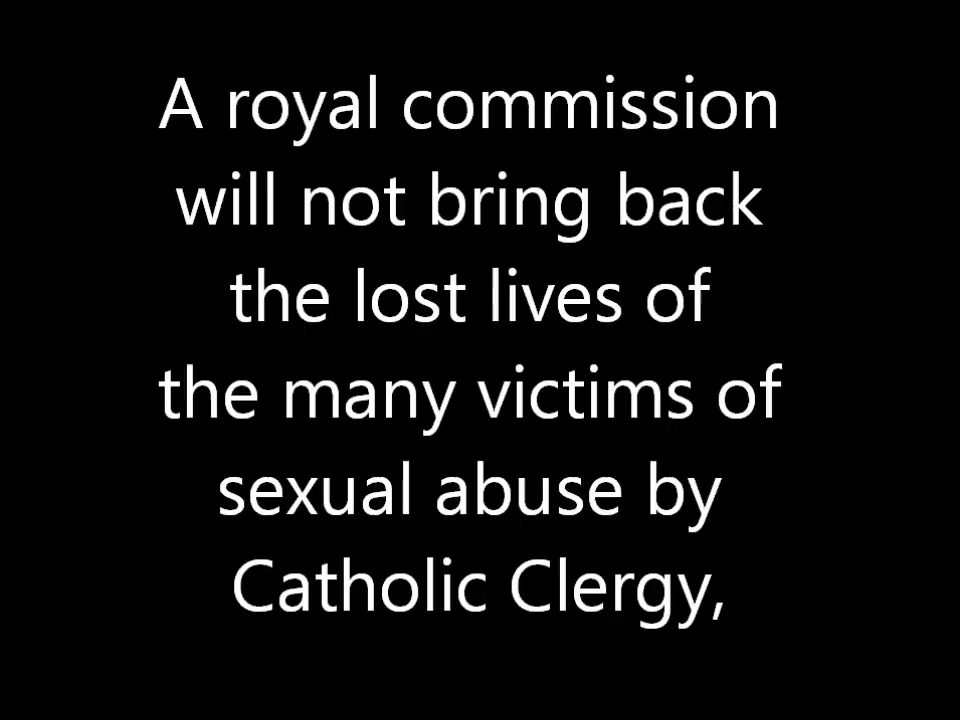 A royal commission
will not bring back
the lost lives of
the many victims of
sexual abuse by
Catholic Clergy,